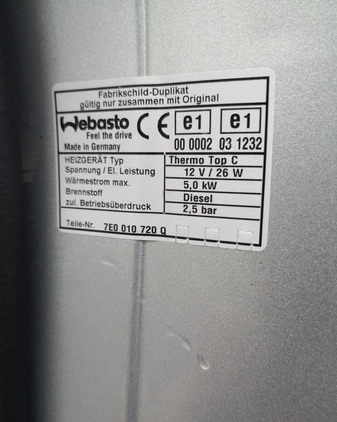 Fabrikschild-Duplikat
gültig nur zusammen mit Original
Webasto CE e1 e1
Feel the drive
Made in Germany 00 0002 03 1232
HEIZGERÄT Typ Thermo Top C
Spannung / El. Leistung 12 V / 26 W
Wärmestrom max. 5,0 kW
Brennstoff Diesel
zul. Betriebsüberdruck 2,5 bar
Teile-Nr. 7E0 010 720 Q